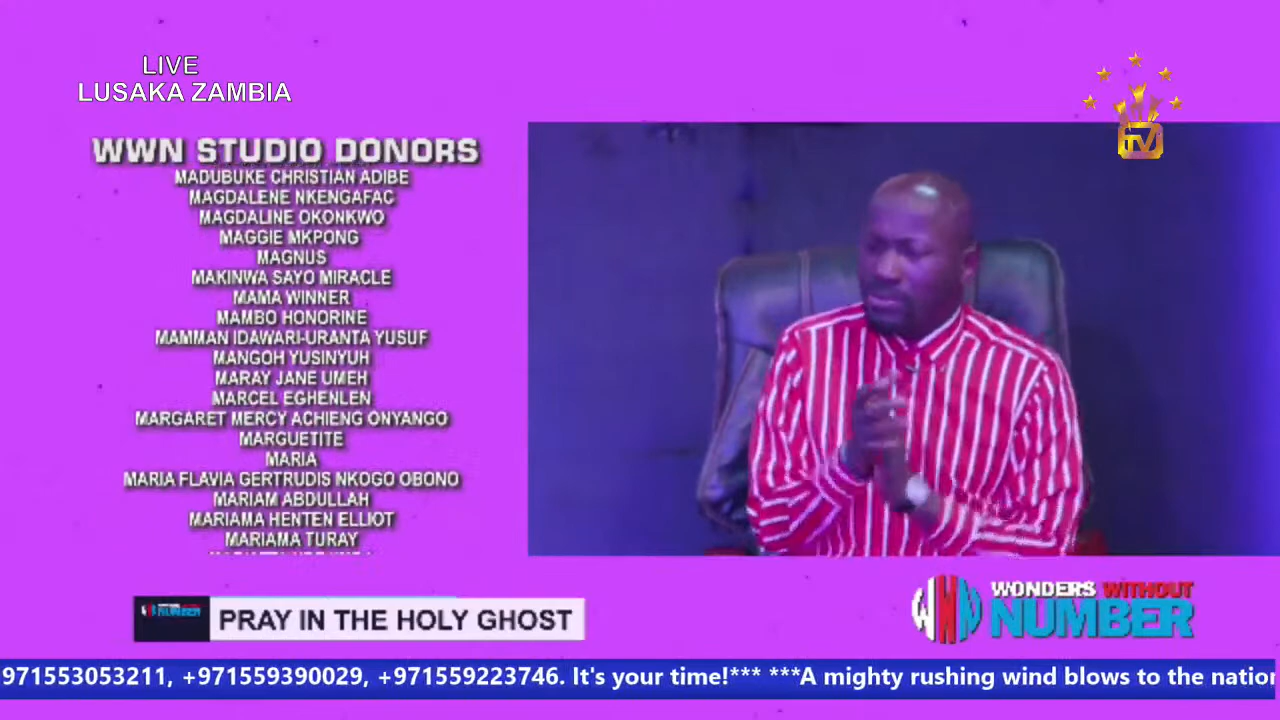 LIVE
LUSAKA ZAMBIA
TV
WWN STUDIO DONORS
MADUBUKE CHRISTIAN ADIBE
MAGDALENE NKENGAFAC
MAGDALINE OKONKWO
MAGGIE MKPONG
MAGNUS
MAKINWA SAYO MIRACLE
MAMA WINNER
MAMBO HONORINE
MAMMAN IDAWARI-URANTA YUSUF
MANGOH YUSINYUH
MARAY JANE UMEH
MARCEL EGHENLEN
MARGARET MERCY ACHIENG ONYANGO
MARGUETITE
MARIA
MARIA FLAVIA GERTRUDIS NKOGO OBONO
MARIAM ABDULLAH
MARIAMA HENTEN ELLIOT
MARIAMA TURAY
PRAY IN THE HOLY GHOST
WWN
WONDERS WITHOUT
NUMBER
971553053211, +971559390029, +971559223746. It's your time!*** ***A mighty rushing wind blows to the nation